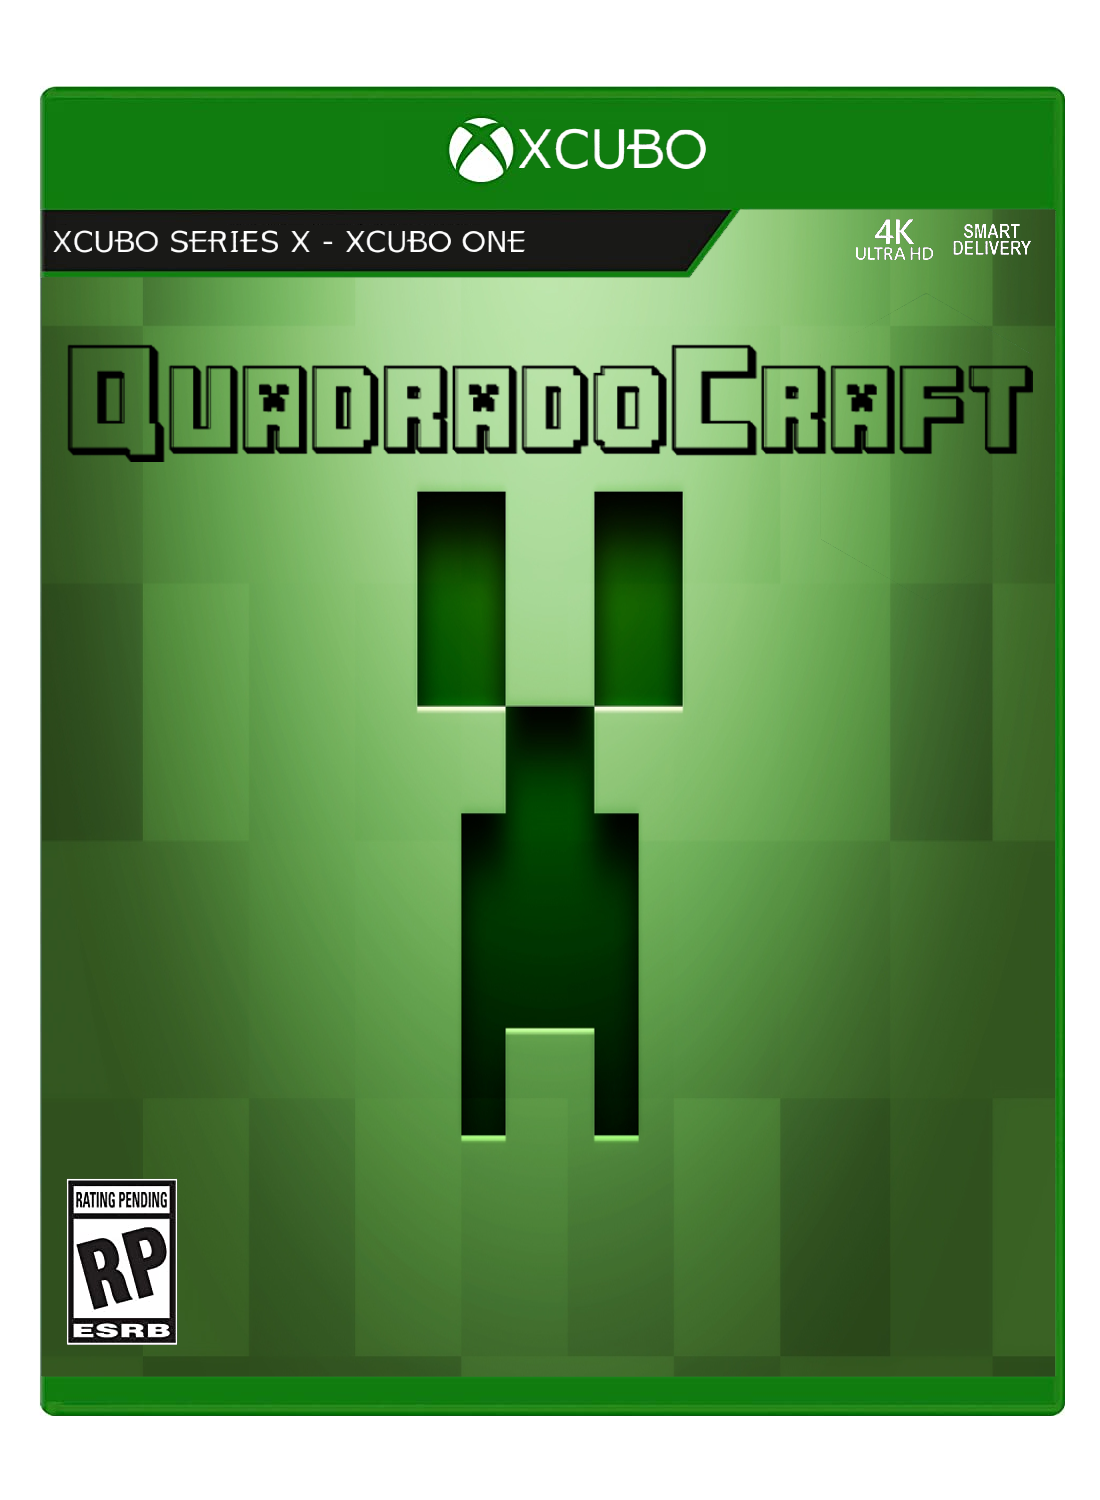 XCUBO
XCUBO SERIES X - XCUBO ONE
4K
ULTRA HD
SMART
DELIVERY
QUADRADOCRAFT
RATING PENDING
RP
ESRB